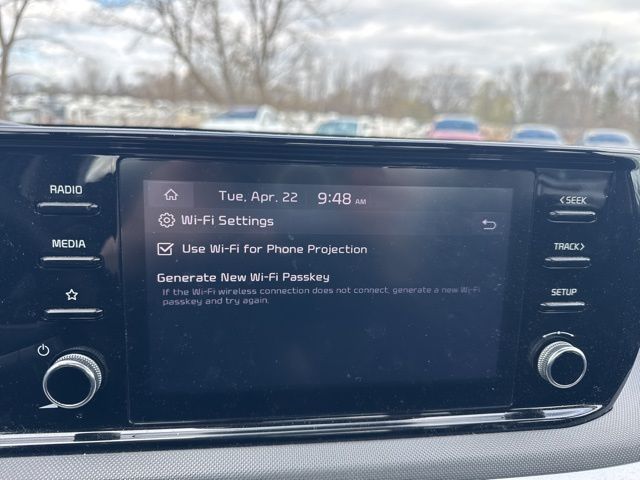 RADIO
MEDIA
Tue, Apr. 22 9:48 AM
Wi-Fi Settings
Use Wi-Fi for Phone Projection
Generate New Wi-Fi Passkey
If the Wi-Fi wireless connection does not connect, generate a new Wi-Fi
passkey and try again.
<SEEK
TRACK>
SETUP